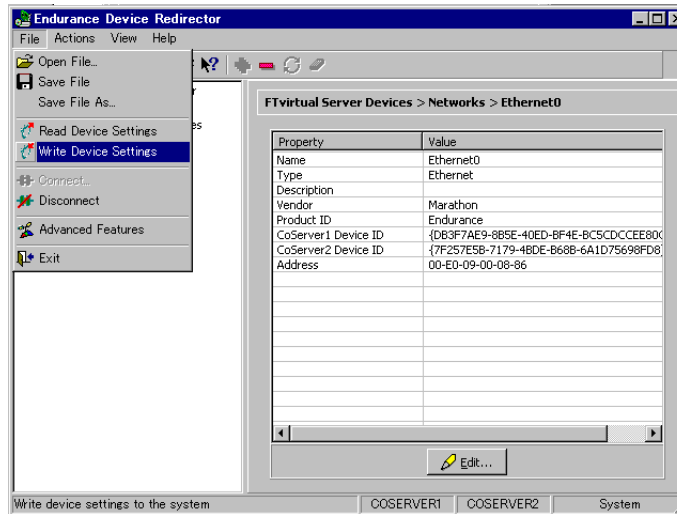 Endurance Device Redirector
File Actions View Help
Open File...
Save File
Save File As...
Read Device Settings
Write Device Settings
Connect...
Disconnect
Advanced Features
Exit
FTvirtual Server Devices > Networks > Ethernet0
Property Value
Name Ethernet0
Type Ethernet
Description
Vendor Marathon
Product ID Endurance
CoServer1 Device ID {DB3F7AE9-8B5E-40ED-BF4E-BC5CDCCEE80
CoServer2 Device ID {7F257E5B-7179-4BDE-B68B-6A1D75698FD8
Address 00-E0-09-00-08-86
Edit...
Write device settings to the system COSERVER1 COSERVER2 System